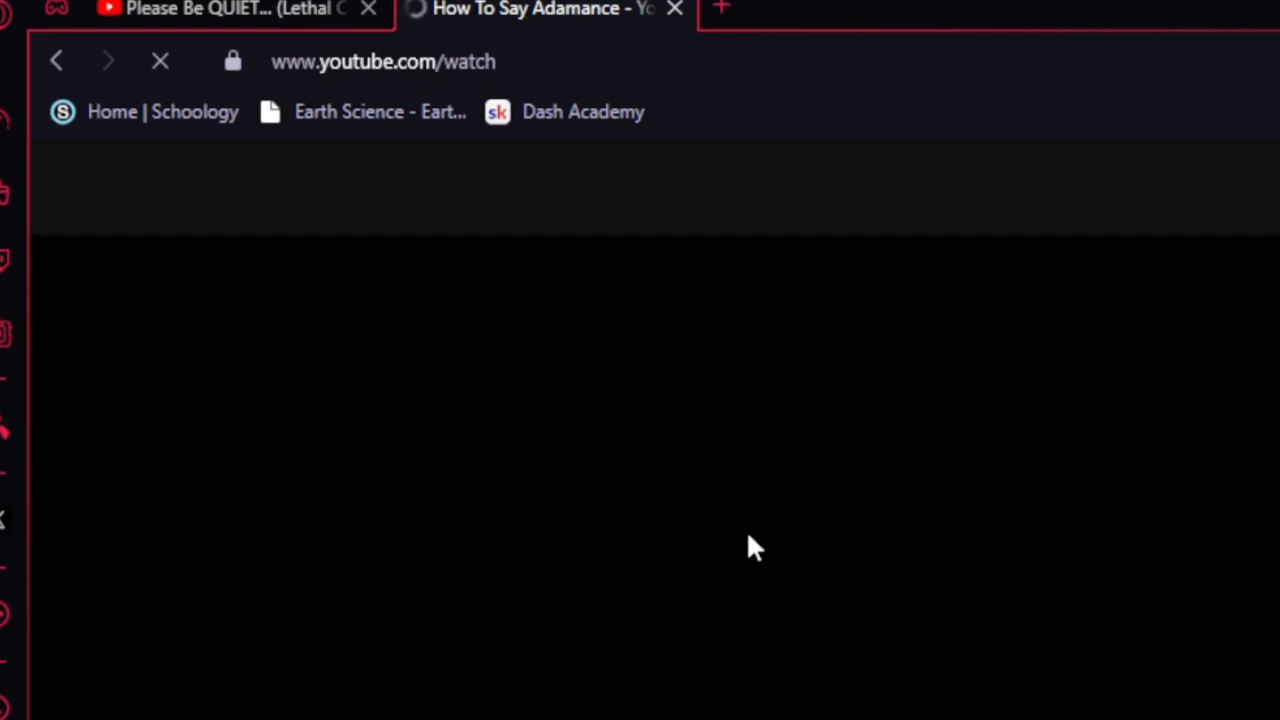 Please Be QUIET... (Lethal C
How To Say Adamance - Yo
www.youtube.com/watch
S Home | Schoology
Earth Science - Eart...
sk Dash Academy